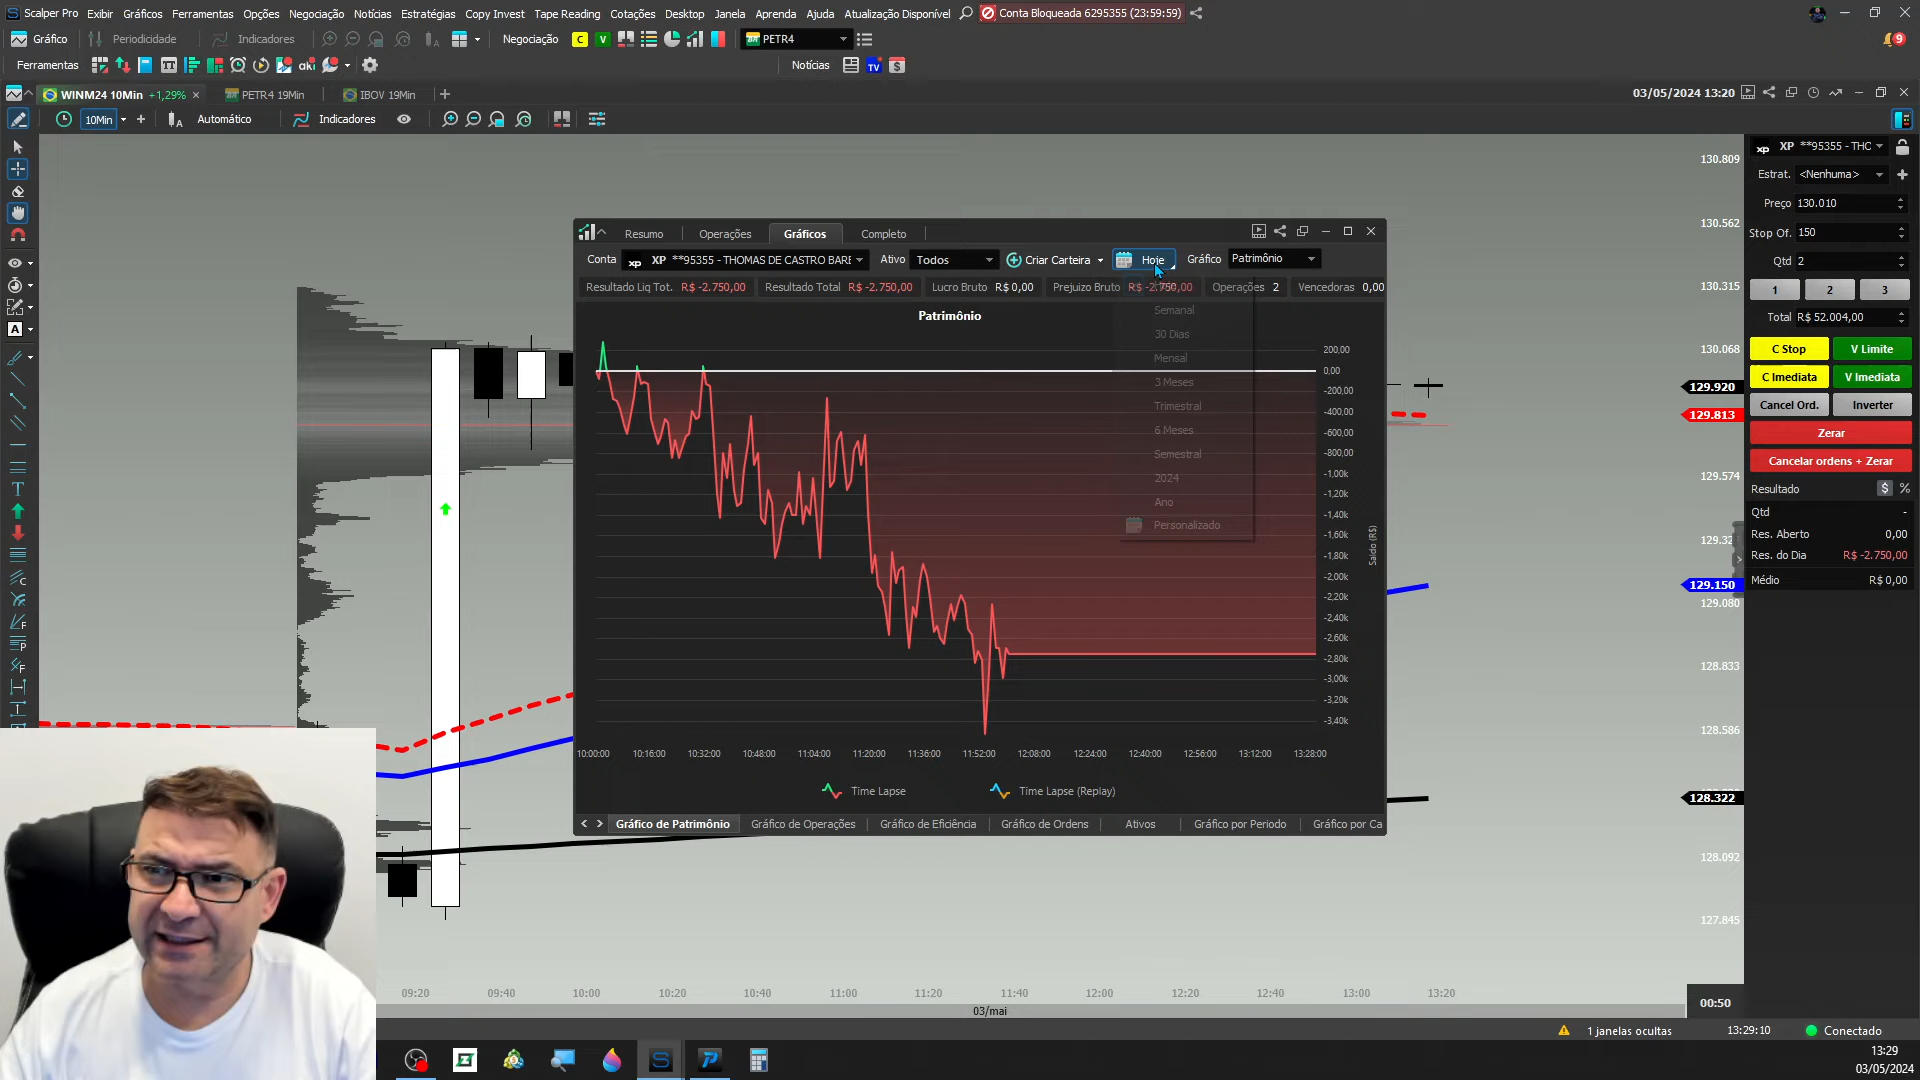 Scalper Pro Exibir Gráficos Ferramentas Opções Negociação Notícias Estratégias Copy Invest Tape Reading Cotações Desktop Janela Aprenda Ajuda Atualização Disponível Conta Bloqueada 6295355 (23:59:59)
Gráfico Periodicidade Indicadores Negociação C V PETR4 9
Ferramentas Notícias
WINM24 10Min +1,29% PETR4 19Min IBOV 19Min 03/05/2024 13:20
10Min Automático Indicadores
XP **95355 - THC
Estrat. <Nenhuma>
Preço 130.010
Stop Of. 150
Qtd 2
1 2 3
Total R$ 52.004,00
C Stop V Limite
C Imediata V Imediata
Cancel Ord. Inverter
Zerar
Cancelar ordens + Zerar
Resultado $ %
Qtd -
Res. Aberto 0,00
Res. do Dia R$ -2.750,00
Médio R$ 0,00
130.809
130.562
130.315
130.068
129.920
129.813
129.574
129.32
129.150
129.080
128.833
128.586
128.322
128.092
127.845
Resumo Operações Gráficos Completo
Conta XP **95355 - THOMAS DE CASTRO BARE Ativo Todos Criar Carteira Hoje Gráfico Patrimônio
Resultado Liq Tot. R$ -2.750,00 Resultado Total R$ -2.750,00 Lucro Bruto R$ 0,00 Prejuizo Bruto R$ -2.750,00 Operações 2 Vencedoras 0,00
Patrimônio
Semanal
30 Dias
Mensal
3 Meses
Trimestral
6 Meses
Semestral
2024
Ano
Personalizado
200,00
0,00
-200,00
-400,00
-600,00
-800,00
-1,00k
-1,20k
-1,40k
-1,60k
-1,80k
-2,00k
-2,20k
-2,40k
-2,60k
-2,80k
-3,00k
-3,20k
-3,40k
Saldo (R$)
10:00:00 10:16:00 10:32:00 10:48:00 11:04:00 11:20:00 11:36:00 11:52:00 12:08:00 12:24:00 12:40:00 12:56:00 13:12:00 13:28:00
Time Lapse Time Lapse (Replay)
Gráfico de Patrimônio Gráfico de Operações Gráfico de Eficiência Gráfico de Ordens Ativos Gráfico por Periodo Gráfico por Ca
09:20 09:40 10:00 10:20 10:40 11:00 11:20 11:40 12:00 12:20 12:40 13:00 13:20
03/mai
00:50
1 janelas ocultas 13:29:10 Conectado
13:29
03/05/2024